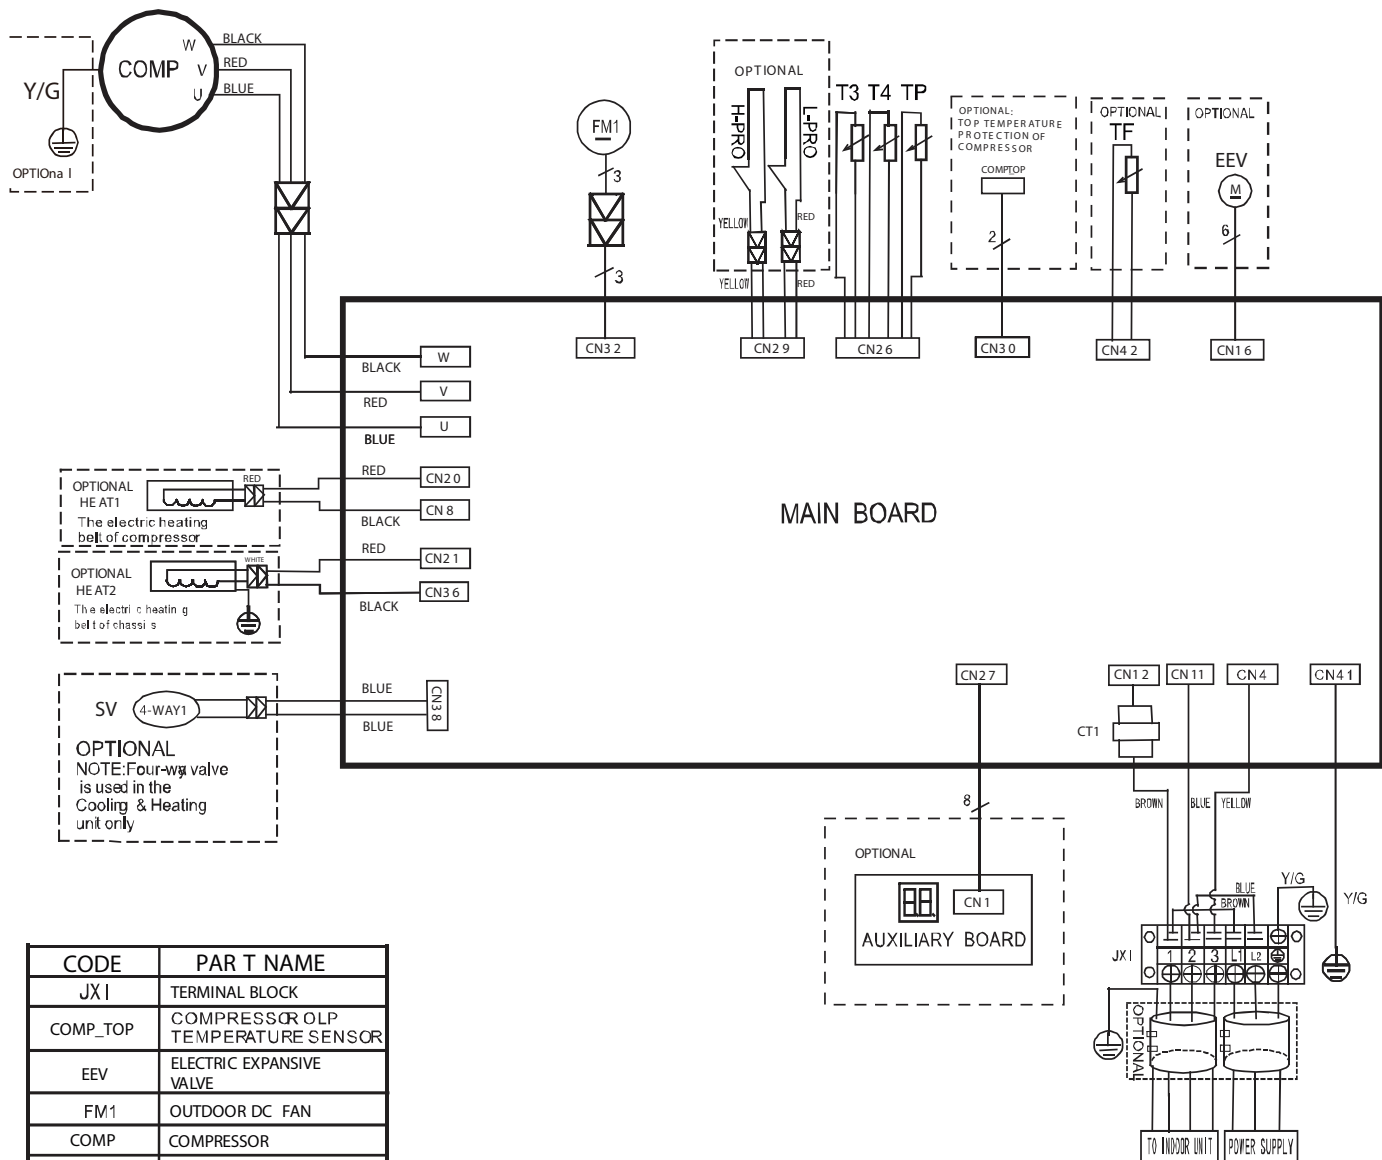 COMP
W
V
U
BLACK
RED
BLUE
Y/G
OPTIOna l
FM1
3
3
OPTIONAL
H-PRO
L-PRO
YELLOW
RED
YELLOW
RED
T3 T4 TP
OPTIONAL:
TOP TEMPERATURE
PROTECTION OF
COMPRESSOR
COMPTOP
2
OPTIONAL
TF
OPTIONAL
EEV
M
6
CN32
CN29
CN26
CN30
CN42
CN16
W
BLACK
V
RED
U
BLUE
OPTIONAL
HEAT1
The electric heating
belt of compressor
RED
RED
CN20
CN8
BLACK
OPTIONAL
HEAT2
The electric heating
belt of chassis
WHITE
RED
CN21
CN36
BLACK
MAIN BOARD
SV
4-WAY1
BLUE
BLUE
CN38
OPTIONAL
NOTE:Four-way valve
is used in the
Cooling & Heating
unit only
CN27
CN12
CN11
CN4
CN41
CT1
8
BROWN
BLUE
YELLOW
OPTIONAL
CN1
88
AUXILIARY BOARD
BLUE
BROWN
Y/G
Y/G
JX1
1 2 3 L1 L2
OPTIONAL
TO INDOOR UNIT
POWER SUPPLY
CODE PAR T NAME
JX1 TERMINAL BLOCK
COMP_TOP COMPRESSOR OLP
TEMPERATURE SENSOR
EEV ELECTRIC EXPANSIVE
VALVE
FM1 OUTDOOR DC FAN
COMP COMPRESSOR